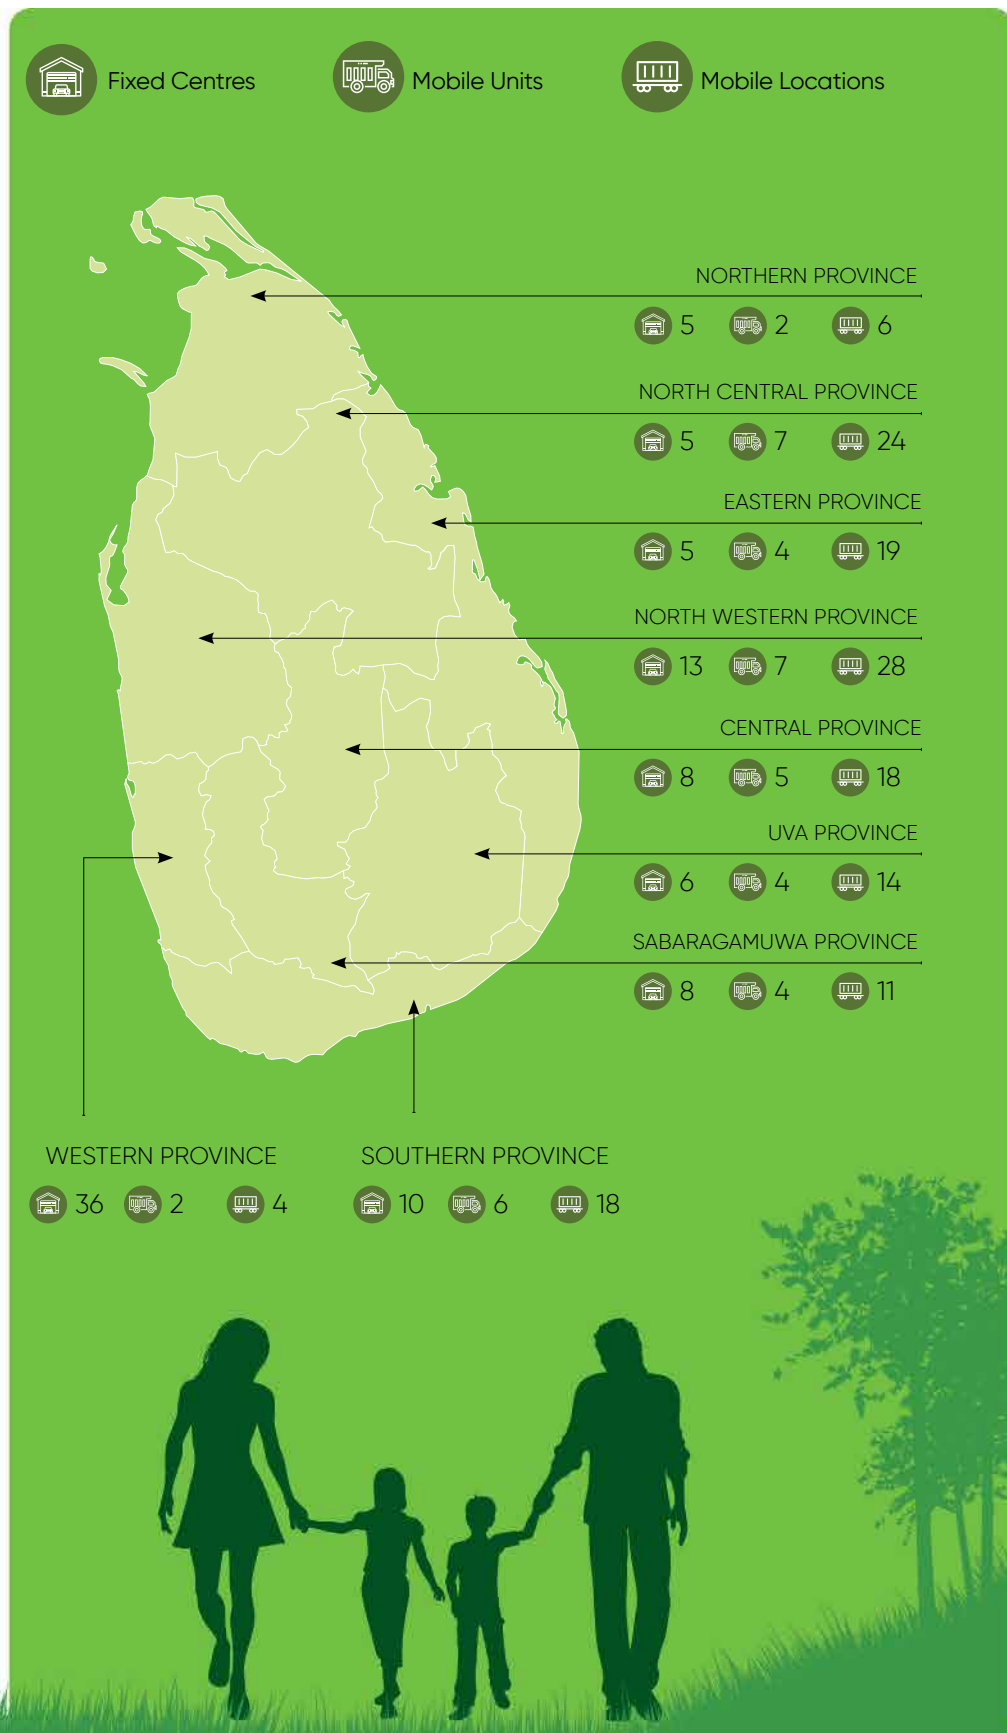 Fixed Centres Mobile Units Mobile Locations
NORTHERN PROVINCE
5 2 6
NORTH CENTRAL PROVINCE
5 7 24
EASTERN PROVINCE
5 4 19
NORTH WESTERN PROVINCE
13 7 28
CENTRAL PROVINCE
8 5 18
UVA PROVINCE
6 4 14
SABARAGAMUWA PROVINCE
8 4 11
WESTERN PROVINCE
36 2 4
SOUTHERN PROVINCE
10 6 18